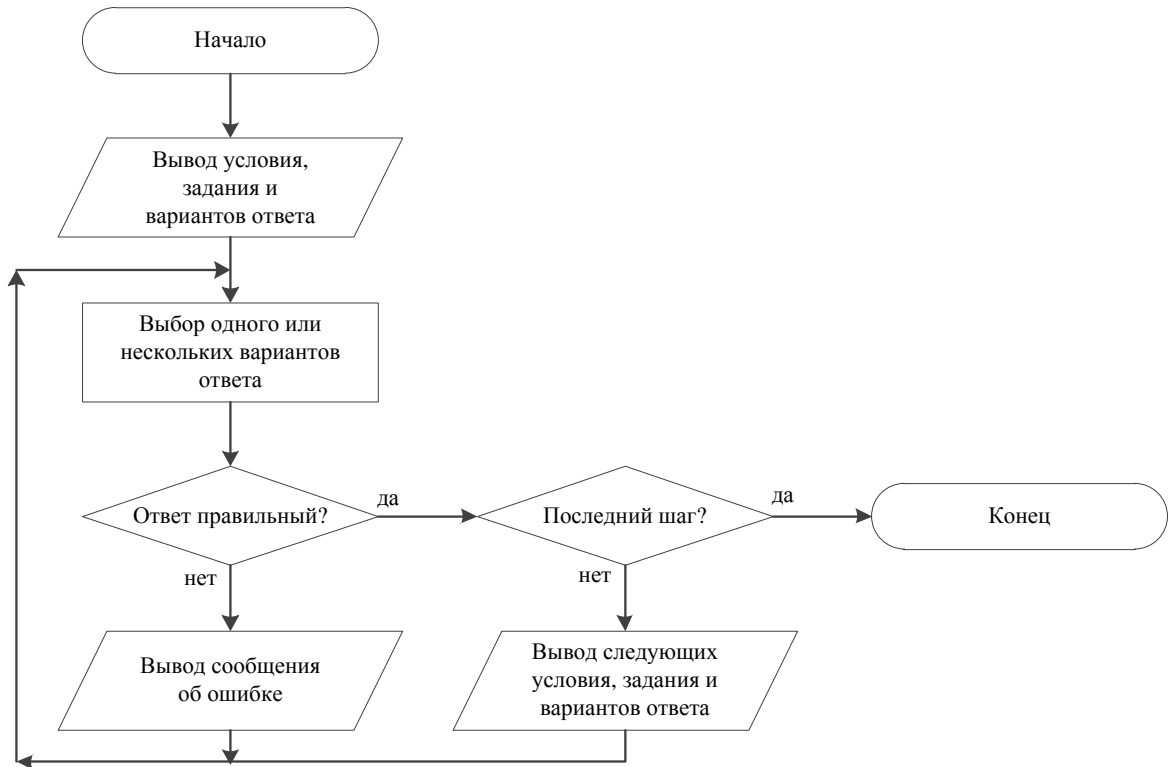 Начало
Вывод условия,
задания и
вариантов ответа
Выбор одного или
нескольких вариантов
ответа
Ответ правильный?
да
Последний шаг?
да
Конец
нет
нет
Вывод сообщения
об ошибке
Вывод следующих
условия, задания и
вариантов ответа